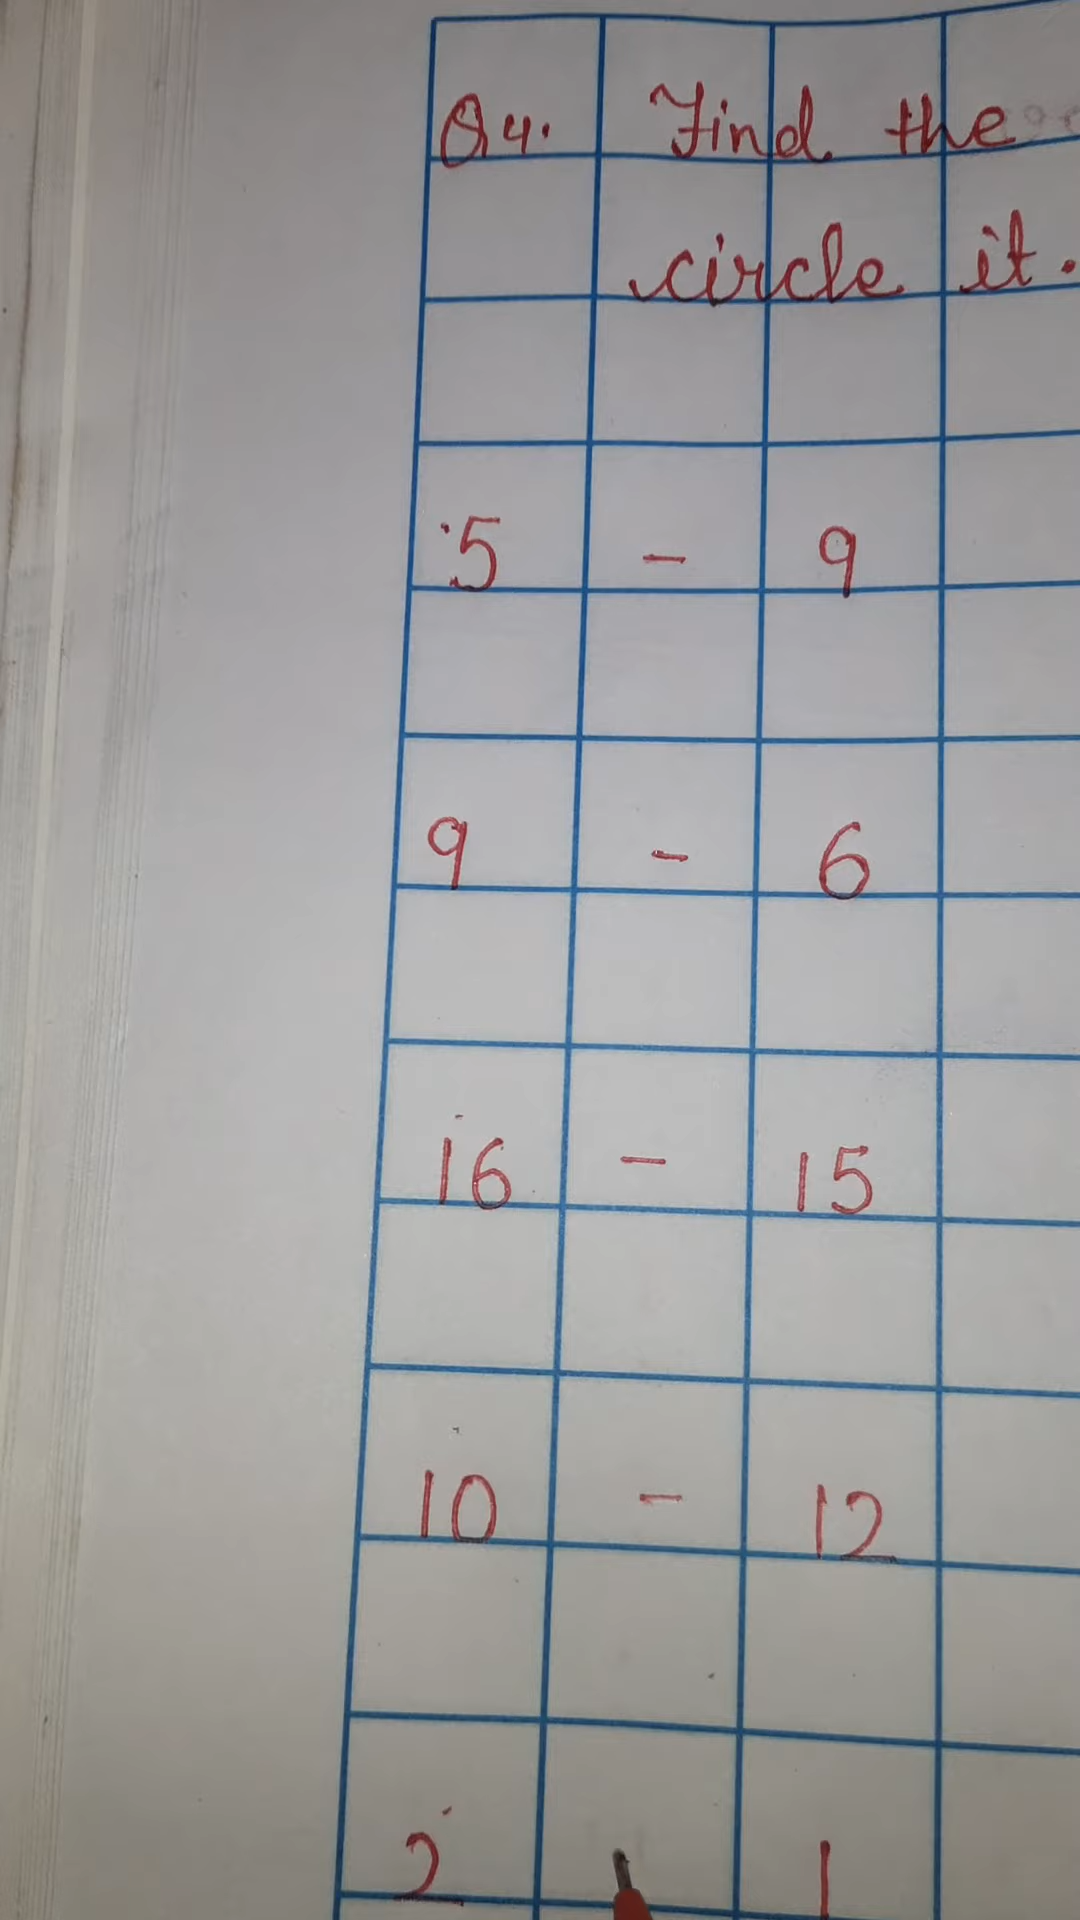 Q4. Find the
circle it.
5 - 9
9 - 6
16 - 15
10 - 12
2 1